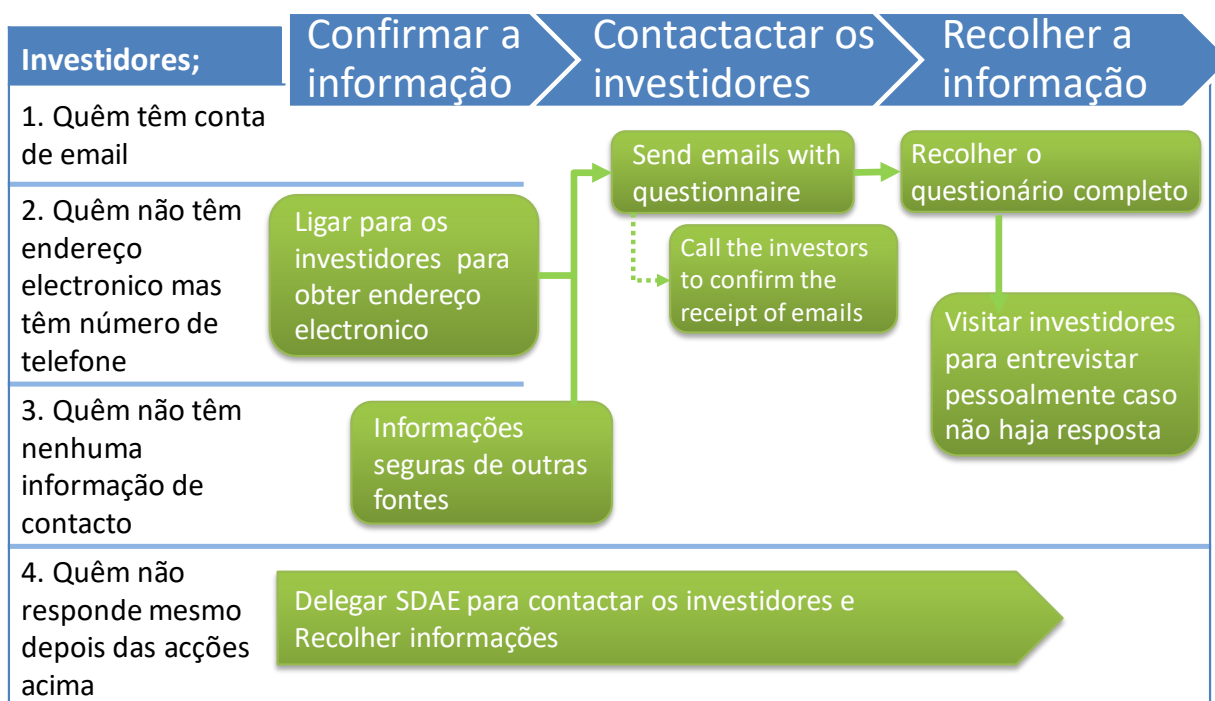 Investidores;
Confirmar a
informação
Contactactar os
investidores
Recolher a
informação
1. Quêm têm conta
de email
Send emails with
questionnaire
Recolher o
questionário completo
2. Quêm não têm
endereço
electronico mas
têm número de
telefone
Ligar para os
investidores para
obter endereço
electronico
Call the investors
to confirm the
receipt of emails
Visitar investidores
para entrevistar
pessoalmente caso
não haja resposta
3. Quêm não têm
nenhuma
informação de
contacto
Informações
seguras de outras
fontes
4. Quêm não
responde mesmo
depois das acções
acima
Delegar SDAE para contactar os investidores e
Recolher informações